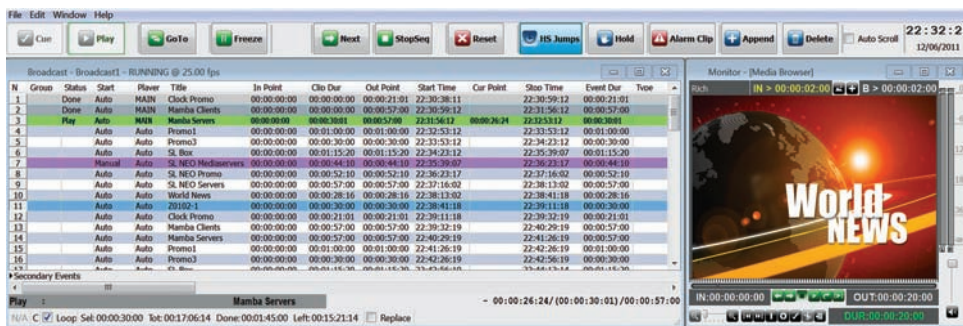 File Edit Window Help
Cue Play GoTo Freeze Next StopSeq Reset HS Jumps Hold Alarm Clip Append Delete Auto Scroll 22:32:2
12/06/2011
Broadcast - Broadcast1 - RUNNING @ 25.00 fps
Monitor - [Media Browser]
N Group Status Start Player Title In Point Clip Dur Out Point Start Time Cur Point Stop Time Event Dur Type
Rich IN > 00:00:02:00 B > 00:00:02:00
1 Done Auto MAIN Clock Promo 00:00:00:00 00:00:00:00 00:00:21:01 22:30:38:11 22:30:59:12 00:00:21:01
2 Done Auto MAIN Mamba Clients 00:00:00:00 00:00:00:00 00:00:57:00 22:30:59:12 22:31:56:12 00:00:57:00
3 Play Auto MAIN Mamba Servers 00:00:00:00 00:00:30:01 00:00:57:00 22:31:56:12 00:00:26:24 22:32:53:12 00:00:30:01
4 Auto Auto Promo1 00:00:00:00 00:01:00:00 00:01:00:00 22:32:53:12 22:33:53:12 00:01:00:00
5 Auto Auto Promo3 00:00:00:00 00:00:30:00 00:00:30:00 22:33:53:12 22:34:23:12 00:00:30:00
6 Auto Auto SL Box 00:00:00:00 00:01:15:20 00:01:15:20 22:34:23:12 22:35:39:07 00:01:15:20
7 Manual Auto SL NEO Mediaservers 00:00:00:00 00:00:44:10 00:00:44:10 22:35:39:07 22:36:23:17 00:00:44:10
8 Auto Auto SL NEO Promo 00:00:00:00 00:00:52:10 00:00:52:10 22:36:23:17 22:37:16:02 00:00:52:10
9 Auto Auto SL NEO Servers 00:00:00:00 00:00:57:00 00:00:57:00 22:37:16:02 22:38:13:02 00:00:57:00
10 Auto Auto World News 00:00:00:00 00:00:28:16 00:00:28:16 22:38:13:02 22:38:41:18 00:00:28:16
11 Auto Auto Z0102-1 00:00:00:00 00:00:30:00 00:00:30:00 22:38:41:18 22:39:11:18 00:00:30:00
12 Auto Auto Clock Promo 00:00:00:00 00:00:21:01 00:00:21:01 22:39:11:18 22:39:32:19 00:00:21:01
13 Auto Auto Mamba Clients 00:00:00:00 00:00:57:00 00:00:57:00 22:39:32:19 22:40:29:19 00:00:57:00
14 Auto Auto Mamba Servers 00:00:00:00 00:00:57:00 00:00:57:00 22:40:29:19 22:41:26:19 00:00:57:00
15 Auto Auto Promo1 00:00:00:00 00:01:00:00 00:01:00:00 22:41:26:19 22:42:26:19 00:01:00:00
16 Auto Auto Promo3 00:00:00:00 00:00:30:00 00:00:30:00 22:42:26:19 22:42:56:19 00:00:30:00
World
NEWS
Secondary Events
Play : Mamba Servers - 00:00:26:24/(00:00:30:01)/00:00:57:00
IN:00:00:00:00 OUT:00:00:20:00
N/A C Loop Sel:00:00:30:00 Tot:00:17:06:14 Done:00:01:45:00 Left:00:15:21:14 Replace
DUR:00:00:20:00